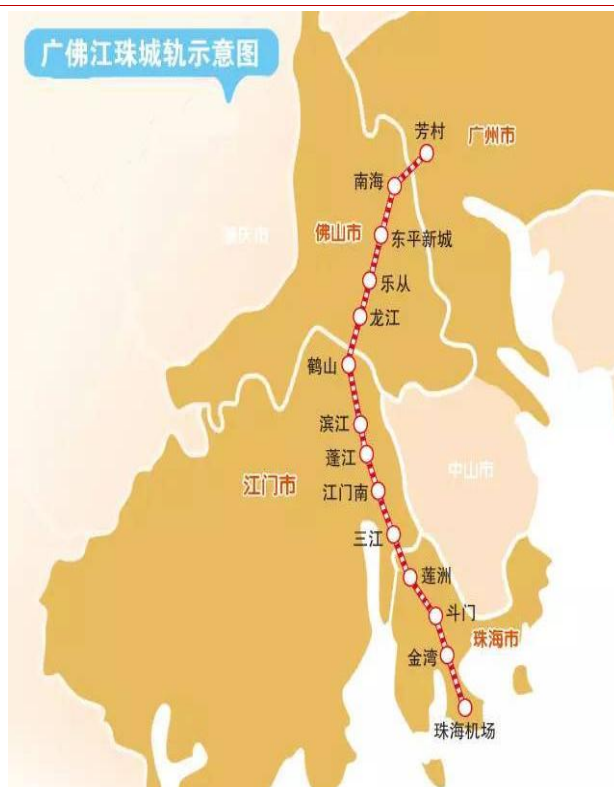 广佛江珠城轨示意图
芳村
广州市
南海
佛山市
东平新城
肇庆市
乐从
龙江
鹤山
滨江
蓬江
中山市
江门市
江门南
三江
莲洲
斗门
珠海市
金湾
珠海机场